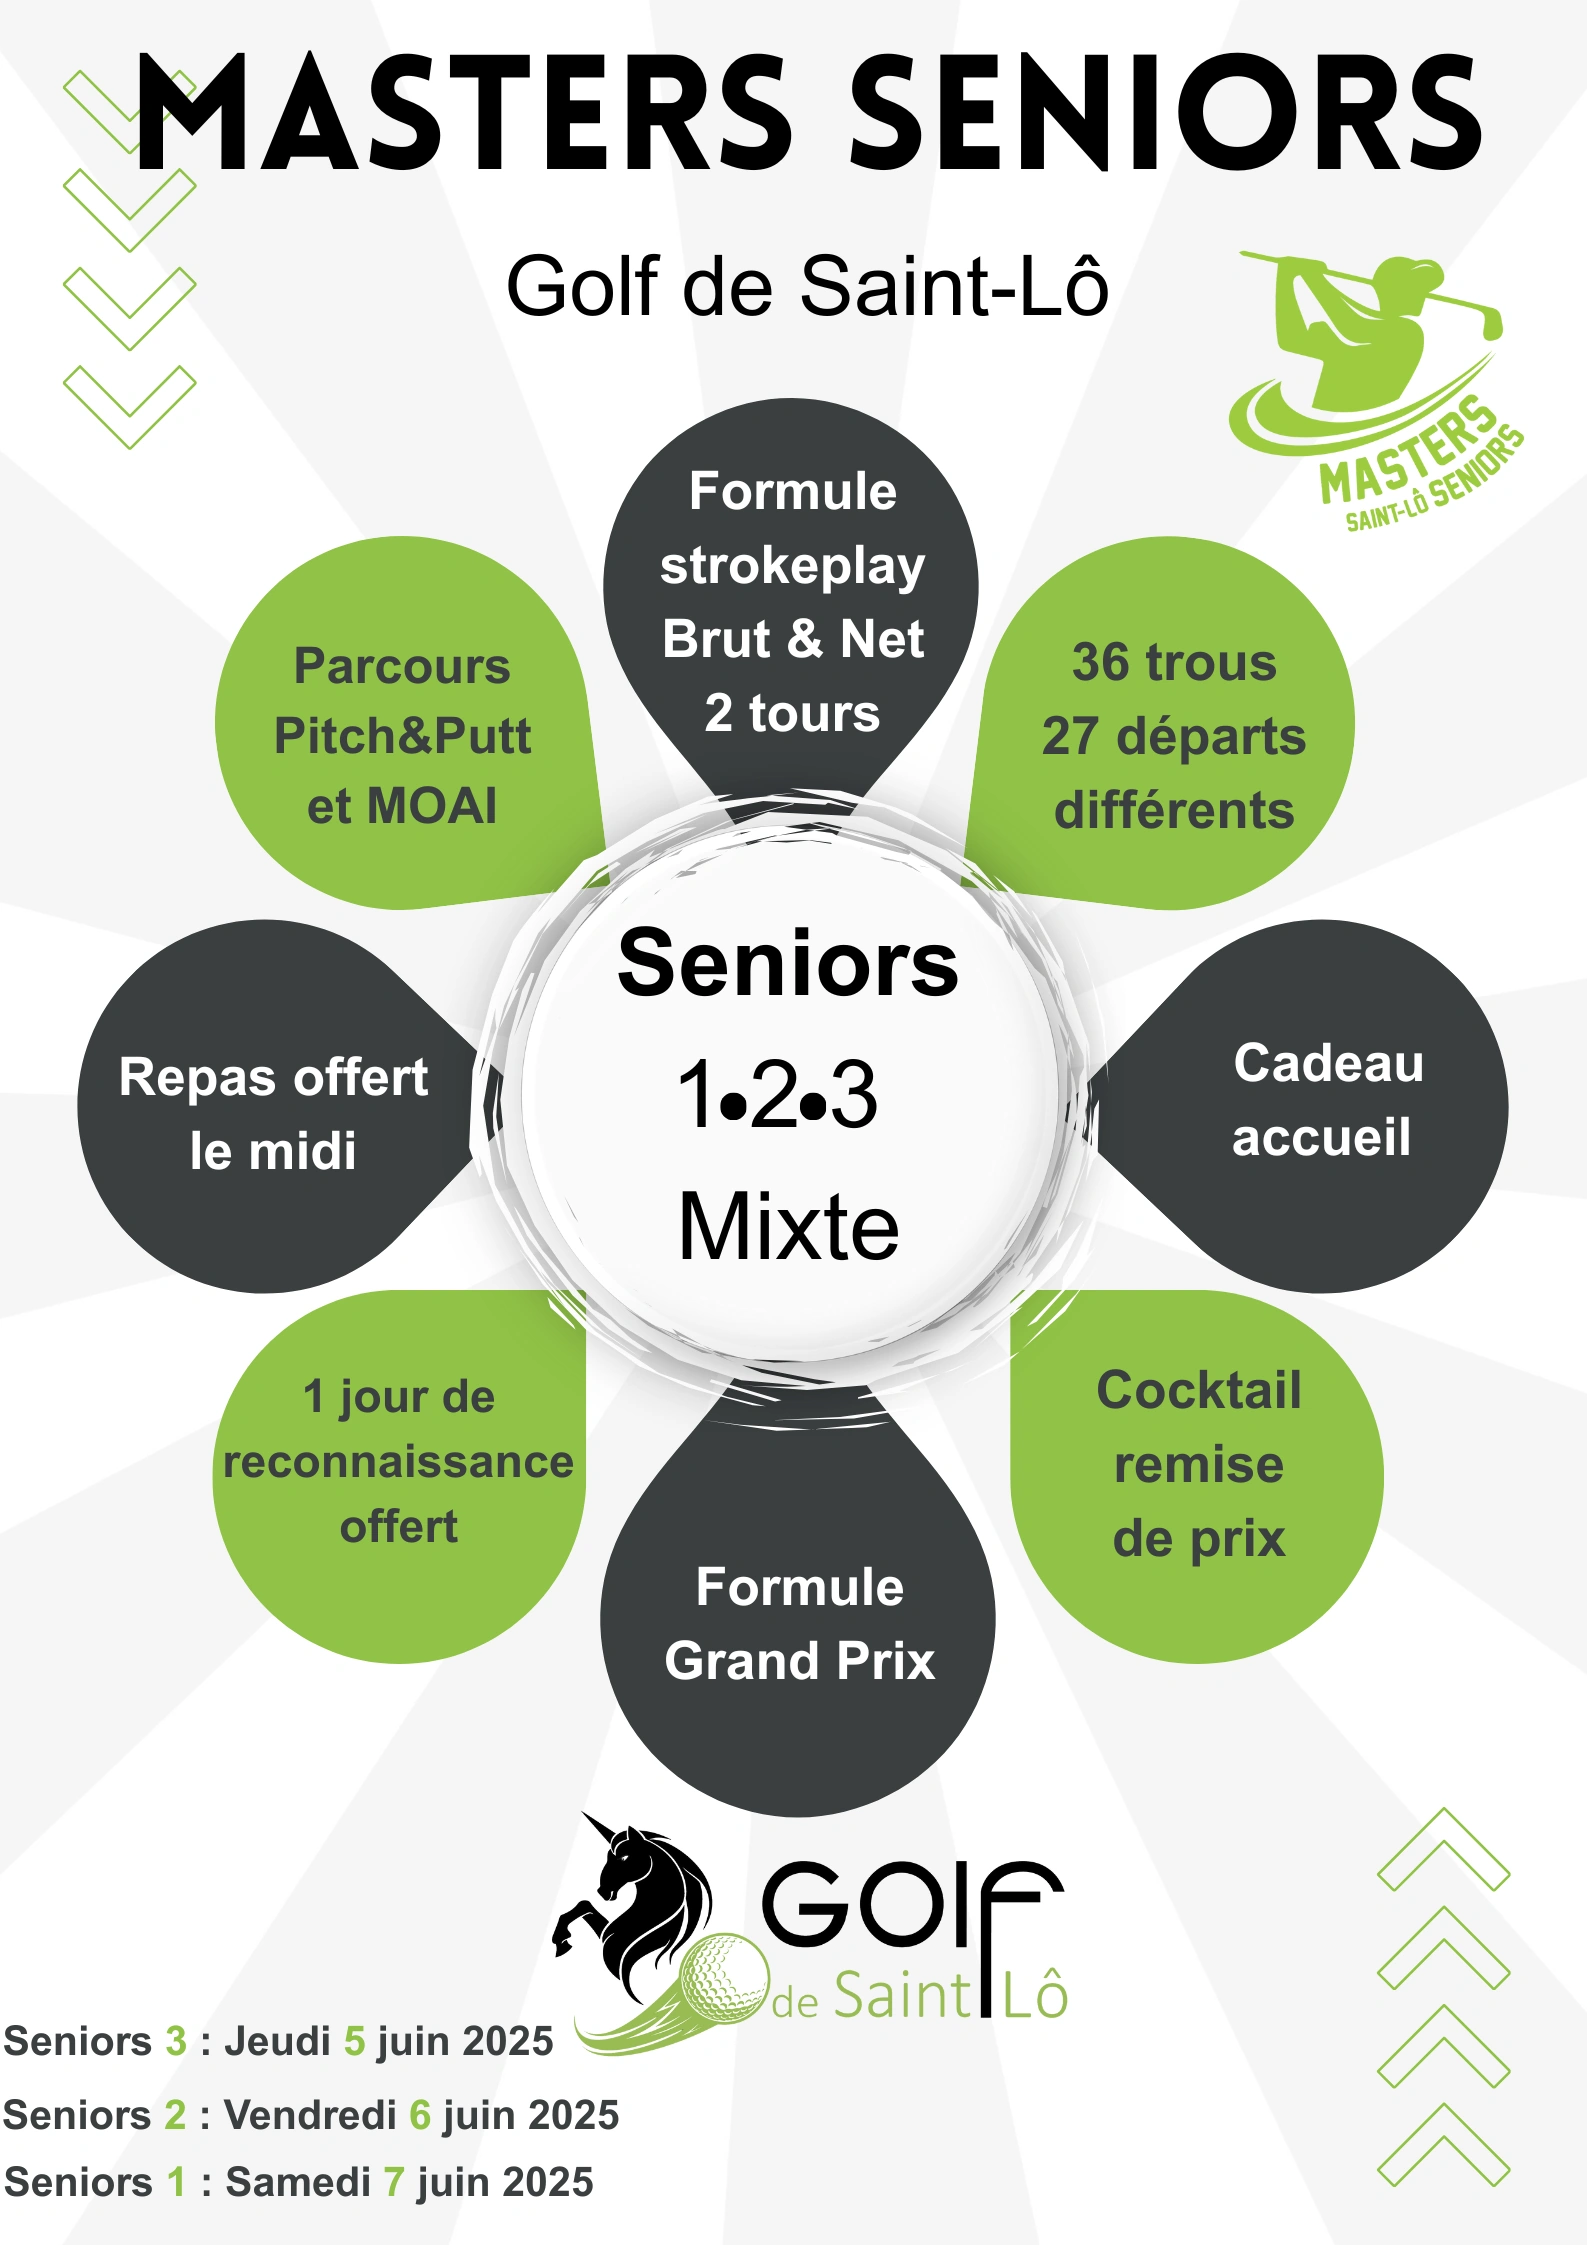 MASTERS SENIORS
Golf de Saint-Lô
MASTERS
SAINT-LÔ SENIORS
Formule
strokeplay
Brut & Net
2 tours
Parcours
Pitch&Putt
et MOAI
36 trous
27 départs
différents
Seniors
1•2•3
Mixte
Repas offert
le midi
Cadeau
accueil
1 jour de
reconnaissance
offert
Cocktail
remise
de prix
Formule
Grand Prix
GOlf
de Saint Lô
Seniors 3 : Jeudi 5 juin 2025
Seniors 2 : Vendredi 6 juin 2025
Seniors 1 : Samedi 7 juin 2025